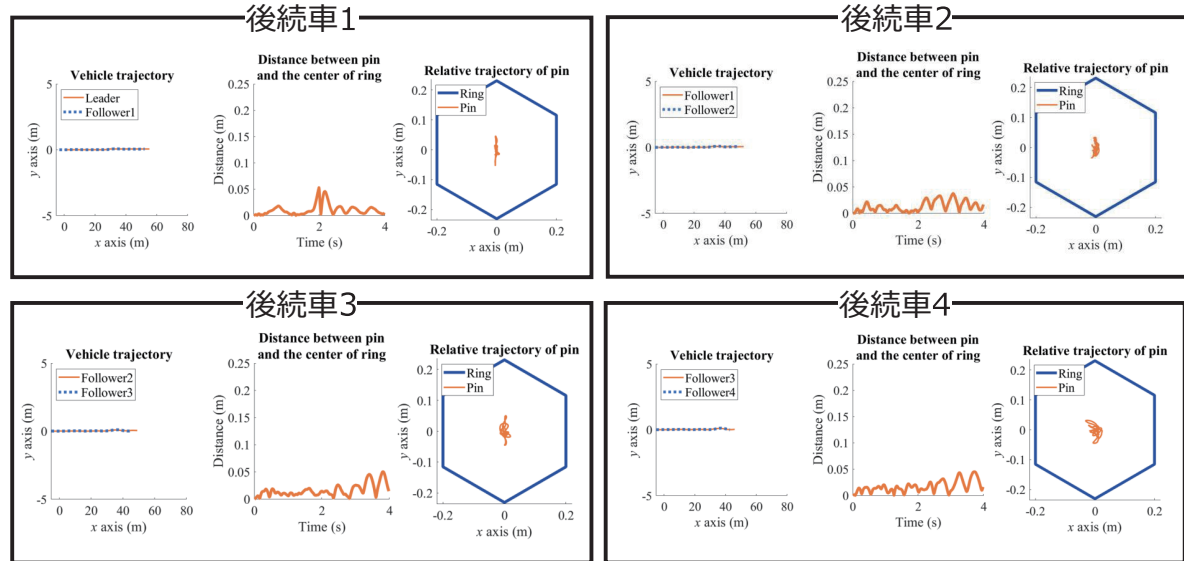 後続車1
Vehicle trajectory
Leader
Follower1
5
0
-5
y axis (m)
0 20 40 60 80
x axis (m)
Distance between pin
and the center of ring
0.25
0.2
0.15
0.1
0.05
0
Distance (m)
0 2 4
Time (s)
Relative trajectory of pin
Ring
Pin
0.2
0.1
0
-0.1
-0.2
y axis (m)
-0.2 0 0.2
x axis (m)
後続車2
Vehicle trajectory
Follower1
Follower2
5
0
-5
y axis (m)
0 20 40 60 80
x axis (m)
Distance between pin
and the center of ring
0.25
0.2
0.15
0.1
0.05
0
Distance (m)
0 2 4
Time (s)
Relative trajectory of pin
Ring
Pin
0.2
0.1
0
-0.1
-0.2
y axis (m)
-0.2 0 0.2
x axis (m)
後続車3
Vehicle trajectory
Follower2
Follower3
5
0
-5
y axis (m)
0 20 40 60 80
x axis (m)
Distance between pin
and the center of ring
0.25
0.2
0.15
0.1
0.05
0
Distance (m)
0 2 4
Time (s)
Relative trajectory of pin
Ring
Pin
0.2
0.1
0
-0.1
-0.2
y axis (m)
-0.2 0 0.2
x axis (m)
後続車4
Vehicle trajectory
Follower3
Follower4
5
0
-5
y axis (m)
0 20 40 60 80
x axis (m)
Distance between pin
and the center of ring
0.25
0.2
0.15
0.1
0.05
0
Distance (m)
0 2 4
Time (s)
Relative trajectory of pin
Ring
Pin
0.2
0.1
0
-0.1
-0.2
y axis (m)
-0.2 0 0.2
x axis (m)